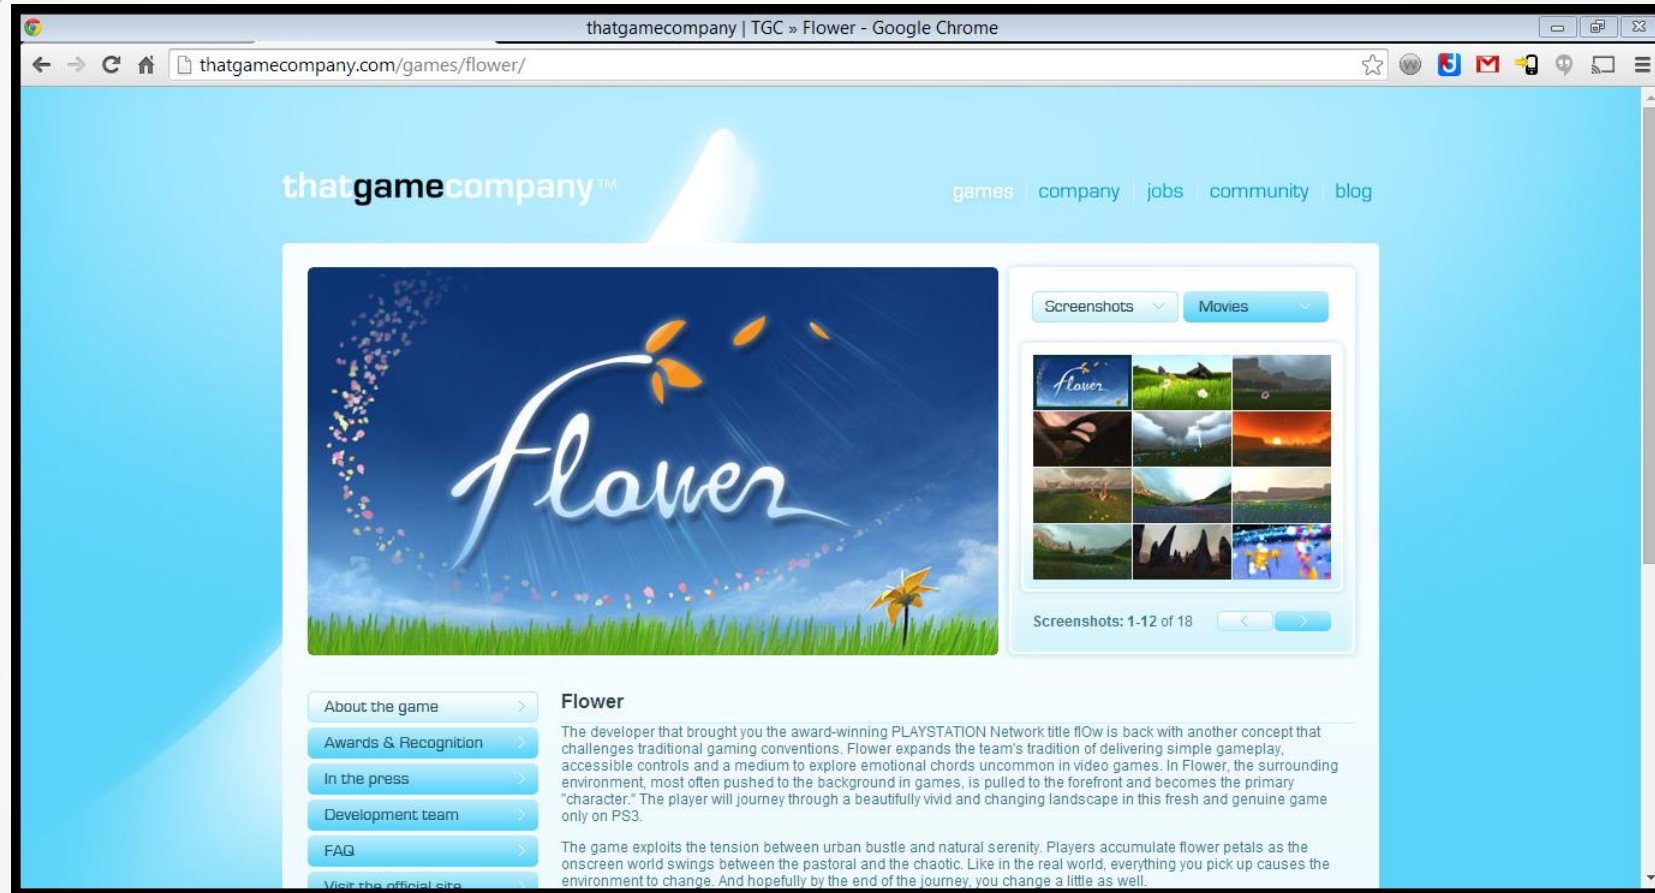 thatgamecompany | TGC » Flower - Google Chrome
thatgamecompany.com/games/flower/
thatgamecompany™
games company jobs community blog
flower
Screenshots
Movies
flower
Screenshots: 1-12 of 18
About the game
Awards & Recognition
In the press
Development team
FAQ
Visit the official site
Flower
The developer that brought you the award-winning PLAYSTATION Network title flOw is back with another concept that
challenges traditional gaming conventions. Flower expands the team's tradition of delivering simple gameplay,
accessible controls and a medium to explore emotional chords uncommon in video games. In Flower, the surrounding
environment, most often pushed to the background in games, is pulled to the forefront and becomes the primary
"character." The player will journey through a beautifully vivid and changing landscape in this fresh and genuine game
only on PS3.
The game exploits the tension between urban bustle and natural serenity. Players accumulate flower petals as the
onscreen world swings between the pastoral and the chaotic. Like in the real world, everything you pick up causes the
environment to change. And hopefully by the end of the journey, you change a little as well.